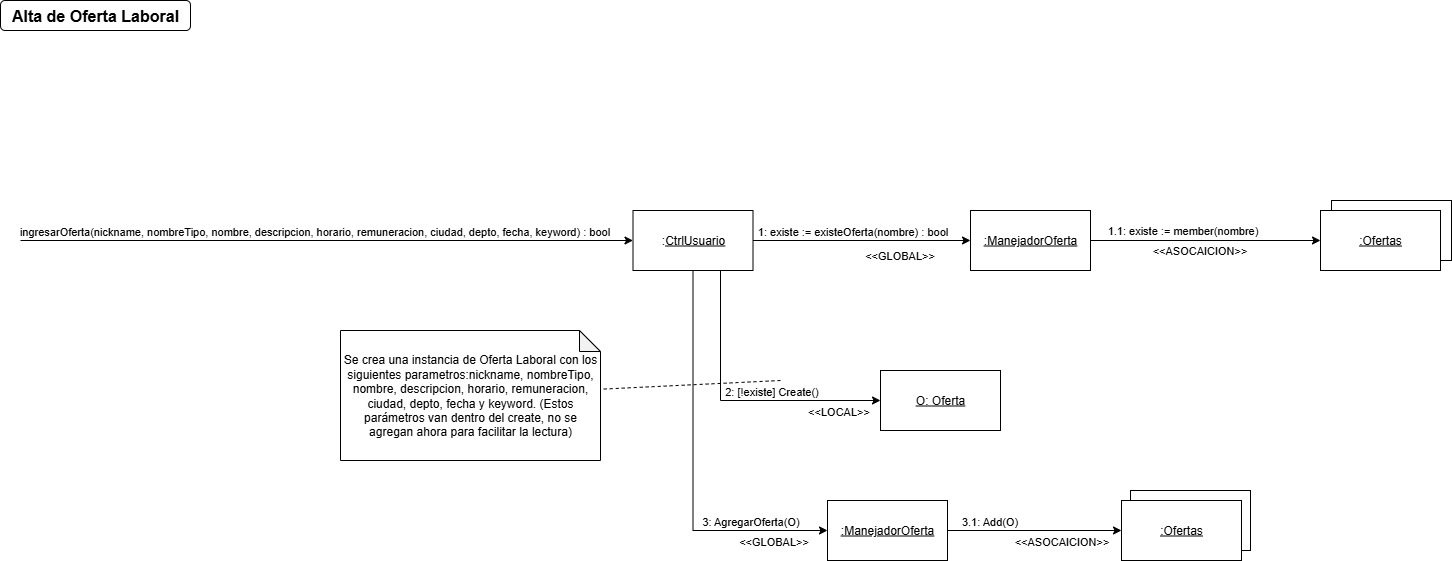 Alta de Oferta Laboral
ingresarOferta(nickname, nombreTipo, nombre, descripcion, horario, remuneracion, ciudad, depto, fecha, keyword) : bool
:CtrlUsuario
1: existe := existeOferta(nombre) : bool
<<GLOBAL>>
:ManejadorOferta
1.1: existe := member(nombre)
<<ASOCAICION>>
:Ofertas
Se crea una instancia de Oferta Laboral con los
siguientes parametros:nickname, nombreTipo,
nombre, descripcion, horario, remuneracion,
ciudad, depto, fecha y keyword. (Estos
parámetros van dentro del create, no se
agregan ahora para facilitar la lectura)
2: [!existe] Create()
<<LOCAL>>
O: Oferta
3: AgregarOferta(O)
<<GLOBAL>>
:ManejadorOferta
3.1: Add(O)
<<ASOCAICION>>
:Ofertas